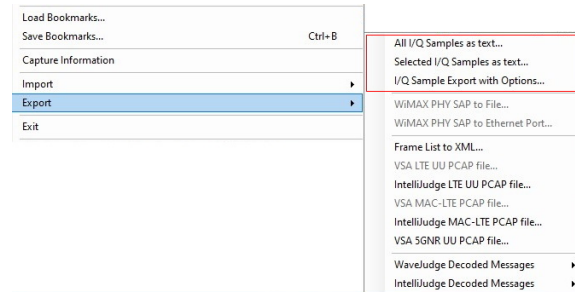 Load Bookmarks...
Save Bookmarks... Ctrl+B
Capture Information
Import
Export
Exit
All I/Q Samples as text...
Selected I/Q Samples as text...
I/Q Sample Export with Options...
WiMAX PHY SAP to File...
WiMAX PHY SAP to Ethernet Port...
Frame List to XML...
VSA LTE UU PCAP file...
IntelliJudge LTE UU PCAP file...
VSA MAC-LTE PCAP file...
IntelliJudge MAC-LTE PCAP file...
VSA 5GNR UU PCAP file...
WaveJudge Decoded Messages
IntelliJudge Decoded Messages